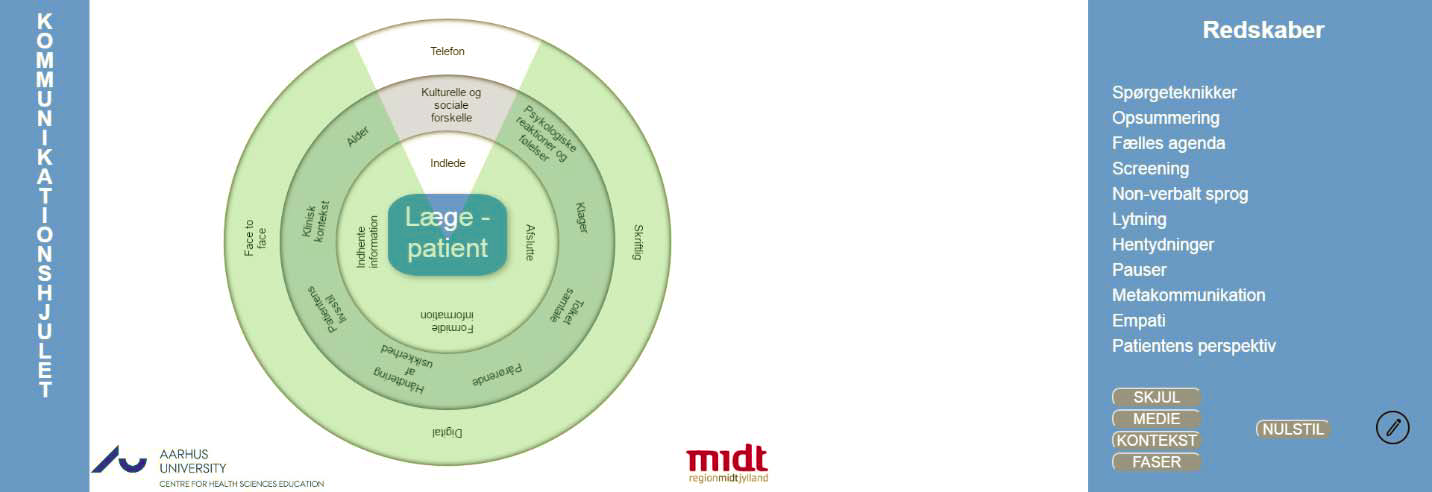 KOMMUNIKATIONSHJULET
Telefon
Kulturelle og
sociale
forskelle
Indlede
Psykologiske
reaktioner og
følelser
Alder
Klinisk
kontekst
Patientens
livsstil
Håndtering
af
usikkerhed
Pårørende
Tolket
samtale
Klager
Face to
face
Skriftlig
Digital
Indhente
information
Formidle
information
Afslutte
Læge -
patient
AARHUS
UNIVERSITY
CENTRE FOR HEALTH SCIENCES EDUCATION
midt
regionmidtjylland
Redskaber
Spørgeteknikker
Opsummering
Fælles agenda
Screening
Non-verbalt sprog
Lytning
Hentydninger
Pauser
Metakommunikation
Empati
Patientens perspektiv
SKJUL
MEDIE
KONTEKST
FASER
NULSTIL